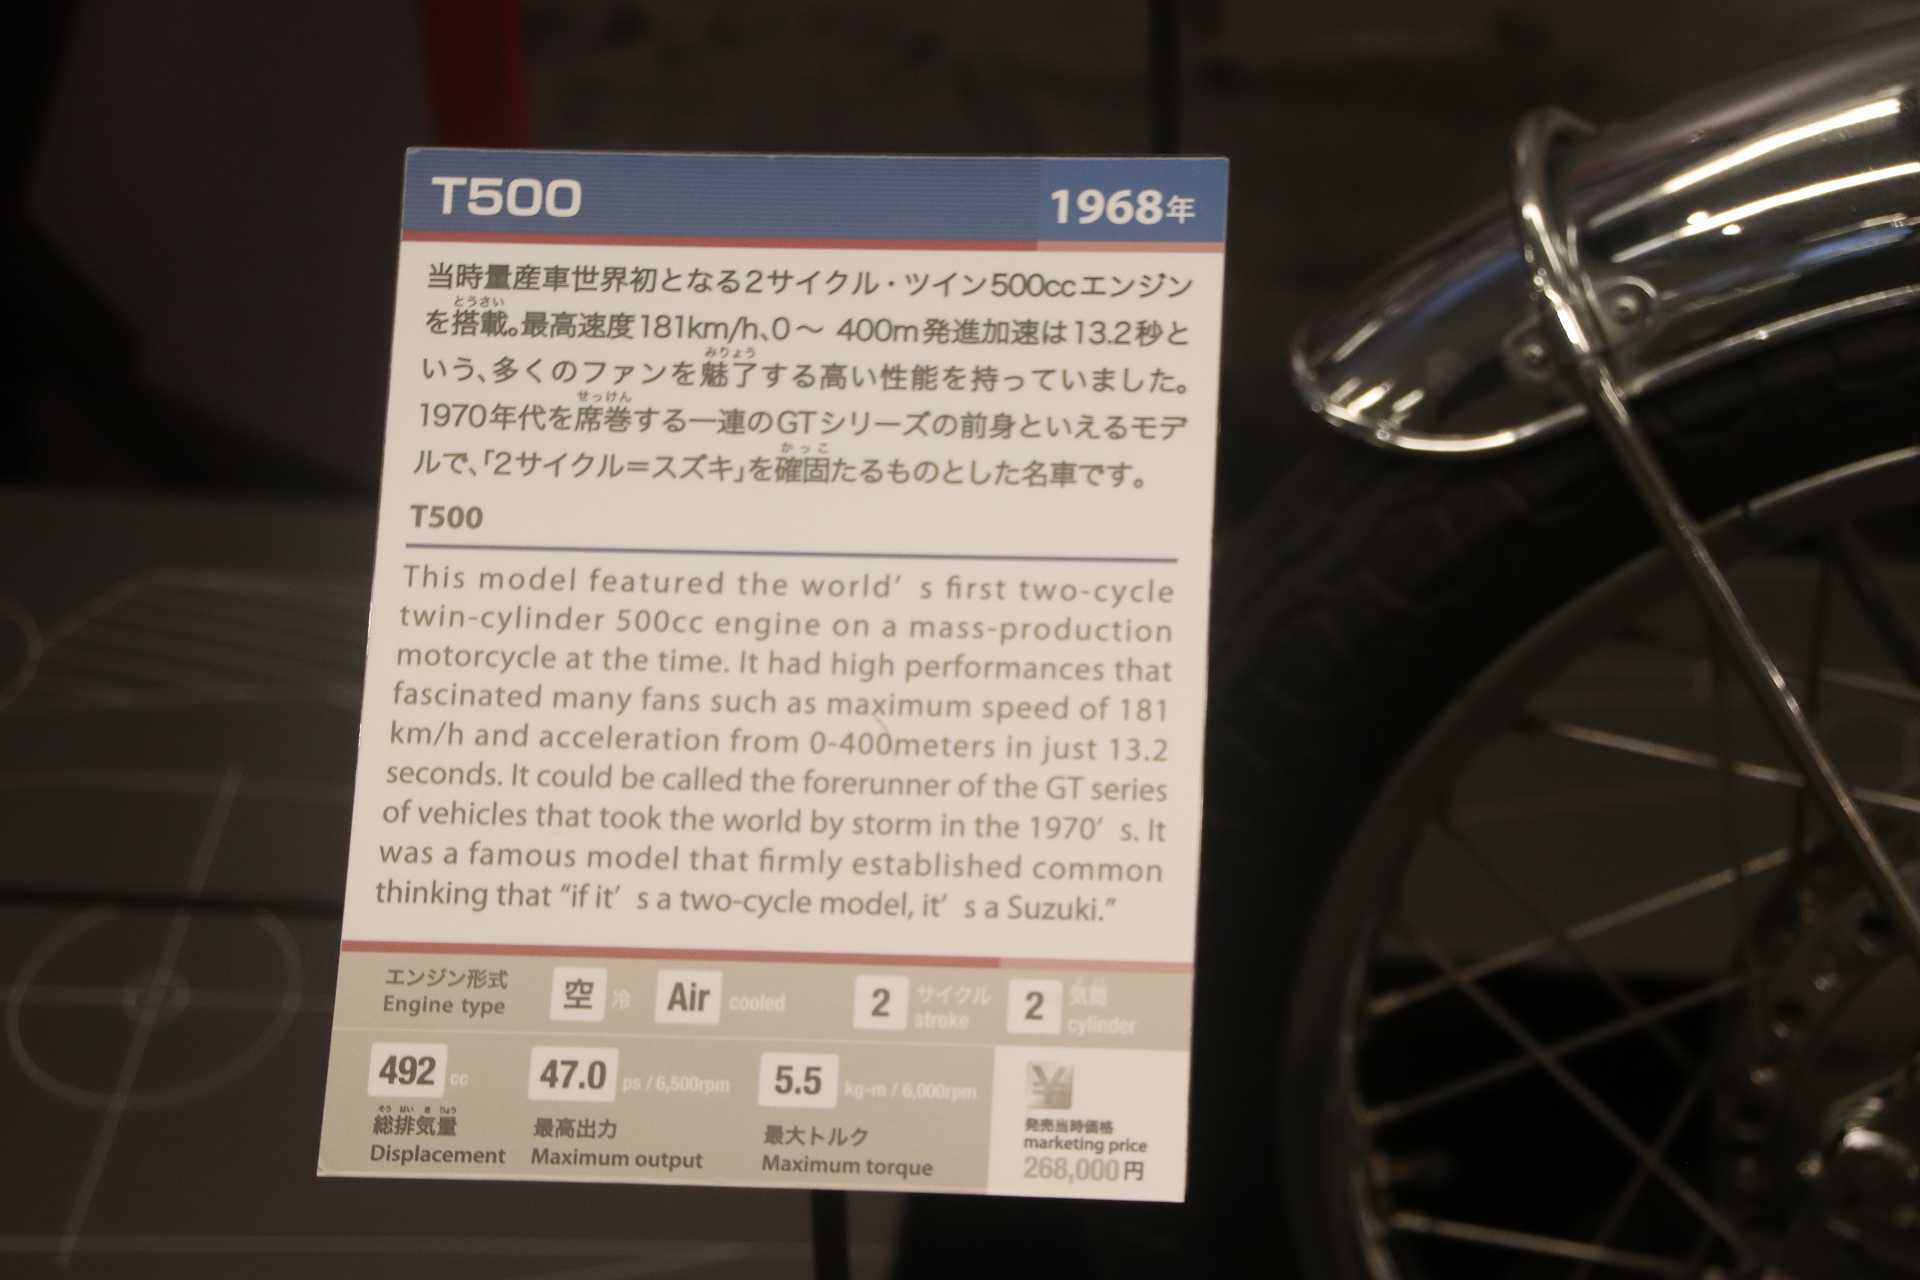 T500
1968年
当時量産車世界初となる2サイクル・ツイン500ccエンジン
とうさい
を搭載。最高速度181km/h、0～ 400m発進加速は13.2秒と
みりょう
いう、多くのファンを魅了する高い性能を持っていました。
せっけん
1970年代を席巻する一連のGTシリーズの前身といえるモデ
かっこ
ルで、「2サイクル＝スズキ」を確固たるものとした名車です。
T500
This model featured the world’ s first two-cycle
twin-cylinder 500cc engine on a mass-production
motorcycle at the time. It had high performances that
fascinated many fans such as maximum speed of 181
km/h and acceleration from 0-400meters in just 13.2
seconds. It could be called the forerunner of the GT series
of vehicles that took the world by storm in the 1970’ s. It
was a famous model that firmly established common
thinking that “if it’ s a two-cycle model, it’ s a Suzuki.”
エンジン形式
Engine type
空 冷
Air cooled
2 サイクル
stroke
2 気筒
cylinder
492 cc
そう はい き りょう
総排気量
Displacement
47.0 ps / 6,500rpm
最高出力
Maximum output
5.5 kg-m / 6,000rpm
最大トルク
Maximum torque
¥
発売当時価格
marketing price
268,000円